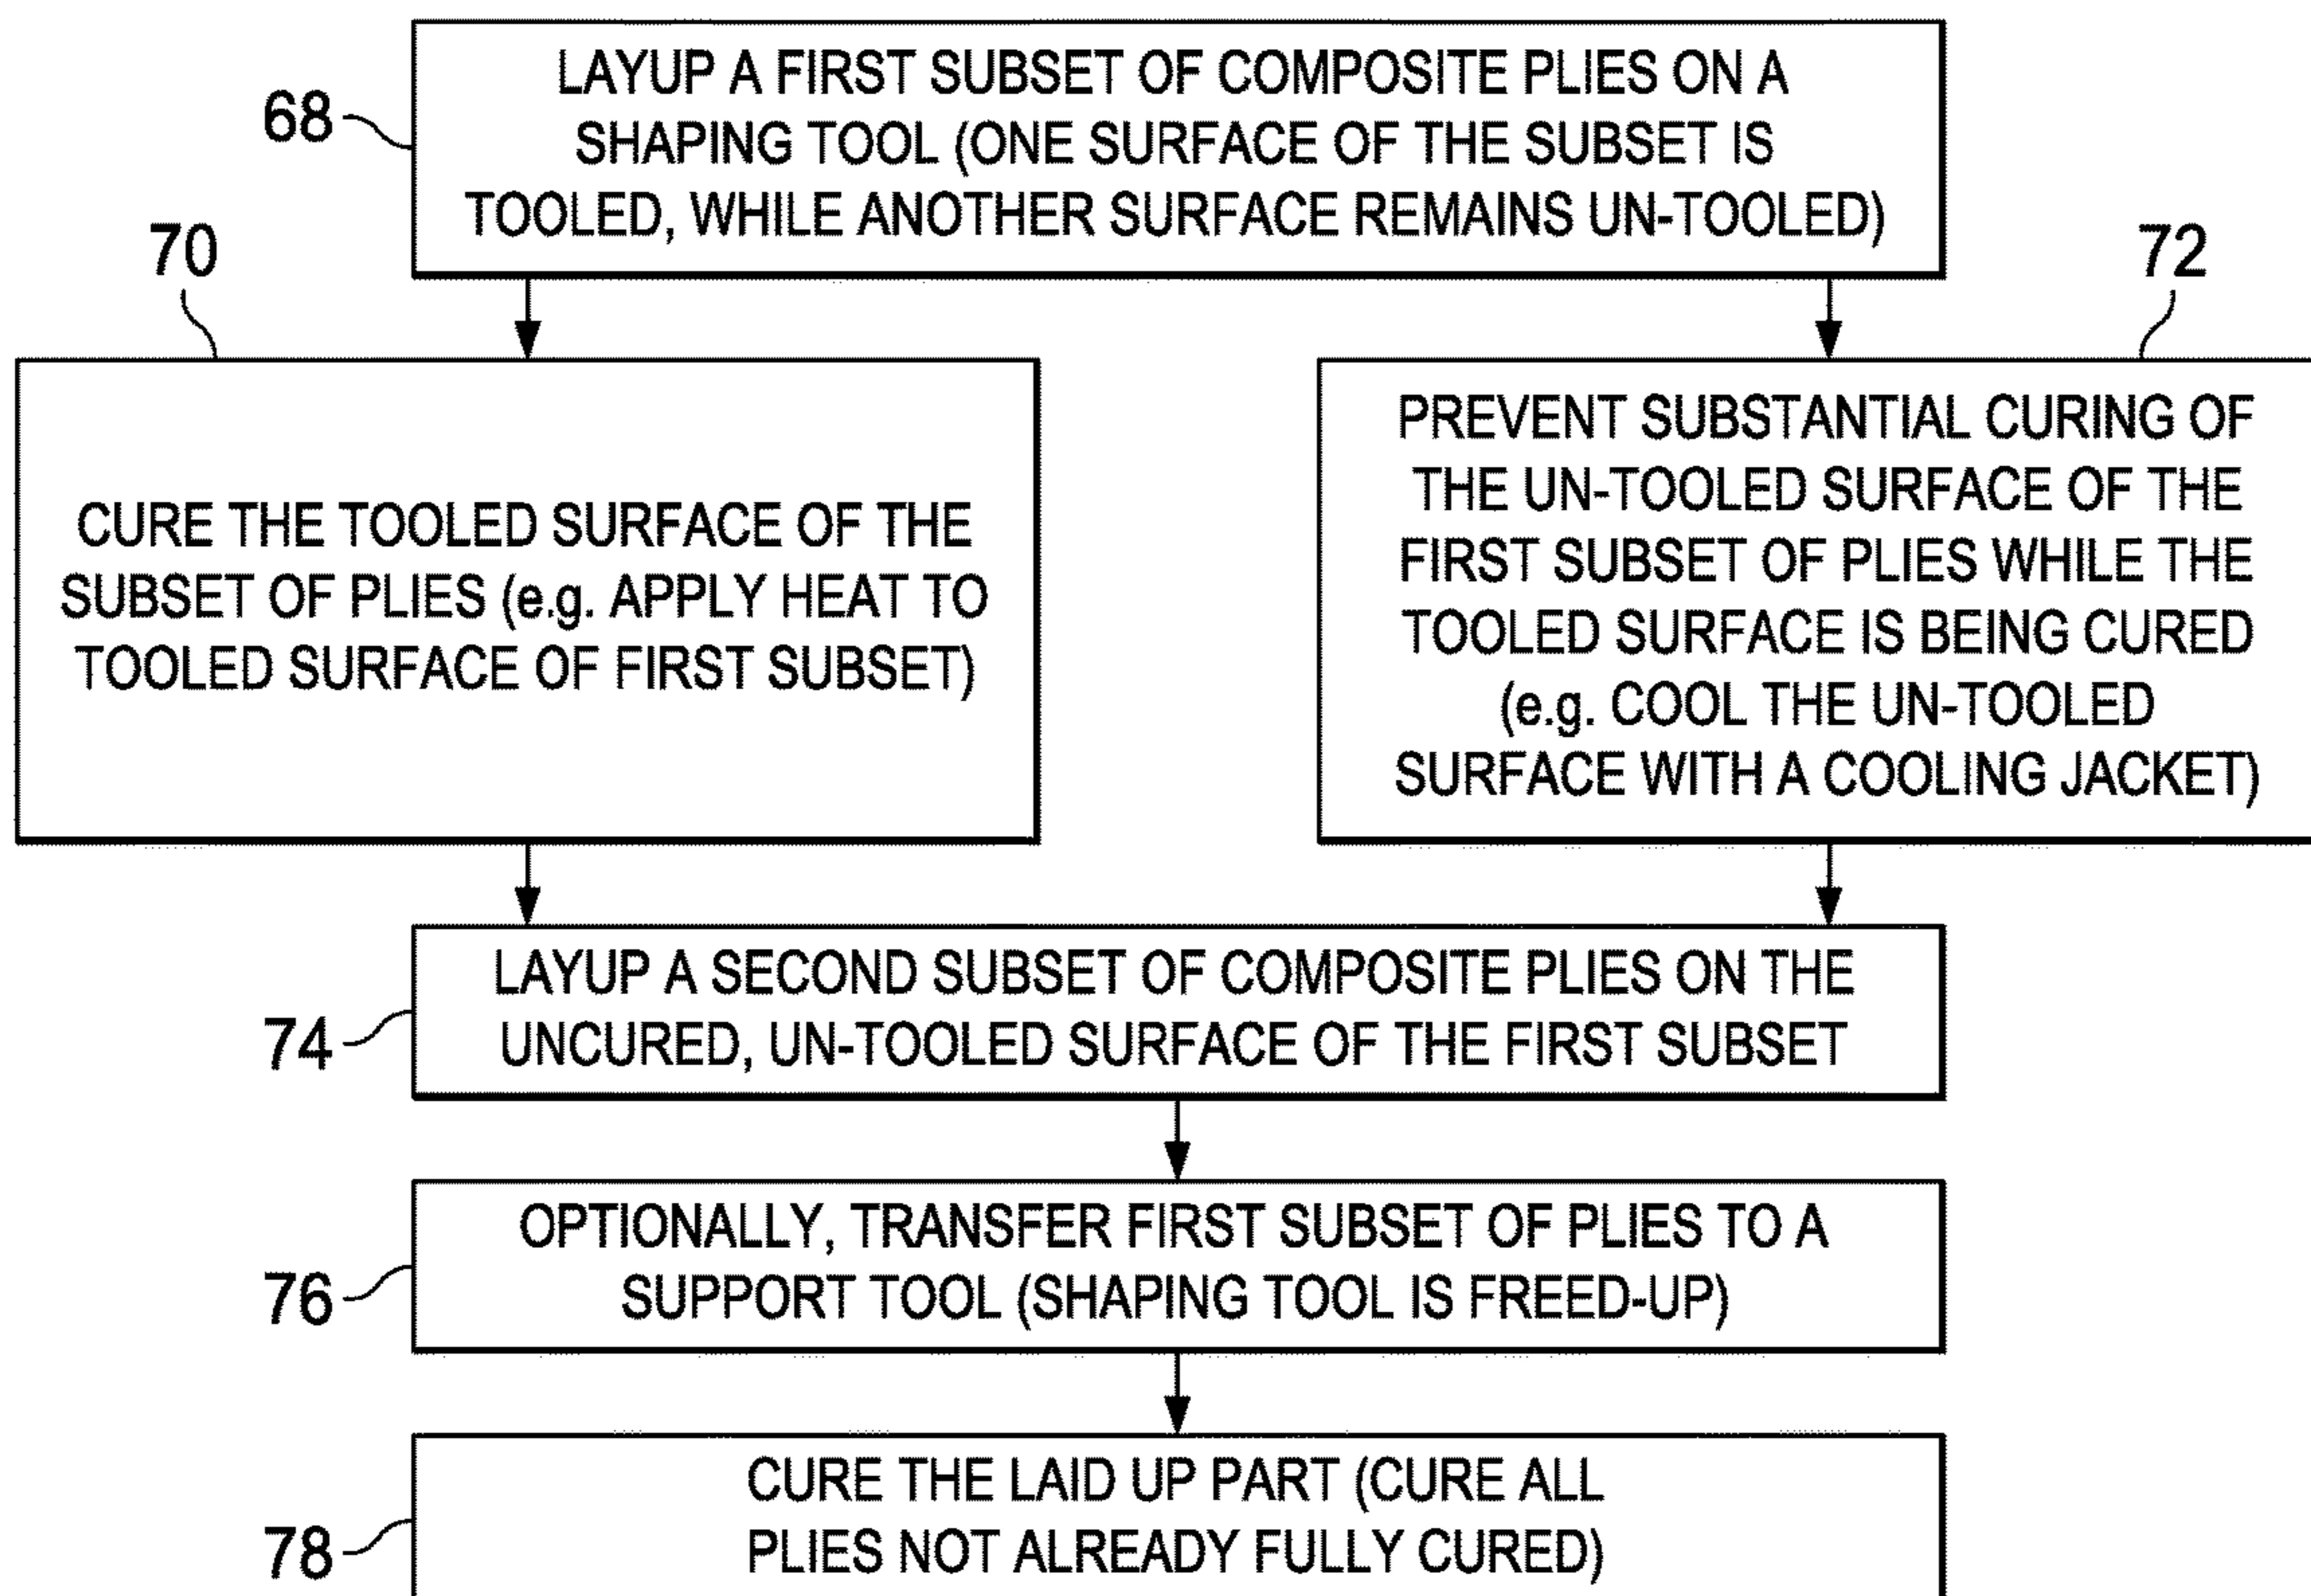 68
LAYUP A FIRST SUBSET OF COMPOSITE PLIES ON A
SHAPING TOOL (ONE SURFACE OF THE SUBSET IS
TOOLED, WHILE ANOTHER SURFACE REMAINS UN-TOOLED)
70
CURE THE TOOLED SURFACE OF THE
SUBSET OF PLIES (e.g. APPLY HEAT TO
TOOLED SURFACE OF FIRST SUBSET)
72
PREVENT SUBSTANTIAL CURING OF
THE UN-TOOLED SURFACE OF THE
FIRST SUBSET OF PLIES WHILE THE
TOOLED SURFACE IS BEING CURED
(e.g. COOL THE UN-TOOLED
SURFACE WITH A COOLING JACKET)
74
LAYUP A SECOND SUBSET OF COMPOSITE PLIES ON THE
UNCURED, UN-TOOLED SURFACE OF THE FIRST SUBSET
76
OPTIONALLY, TRANSFER FIRST SUBSET OF PLIES TO A
SUPPORT TOOL (SHAPING TOOL IS FREED-UP)
78
CURE THE LAID UP PART (CURE ALL
PLIES NOT ALREADY FULLY CURED)